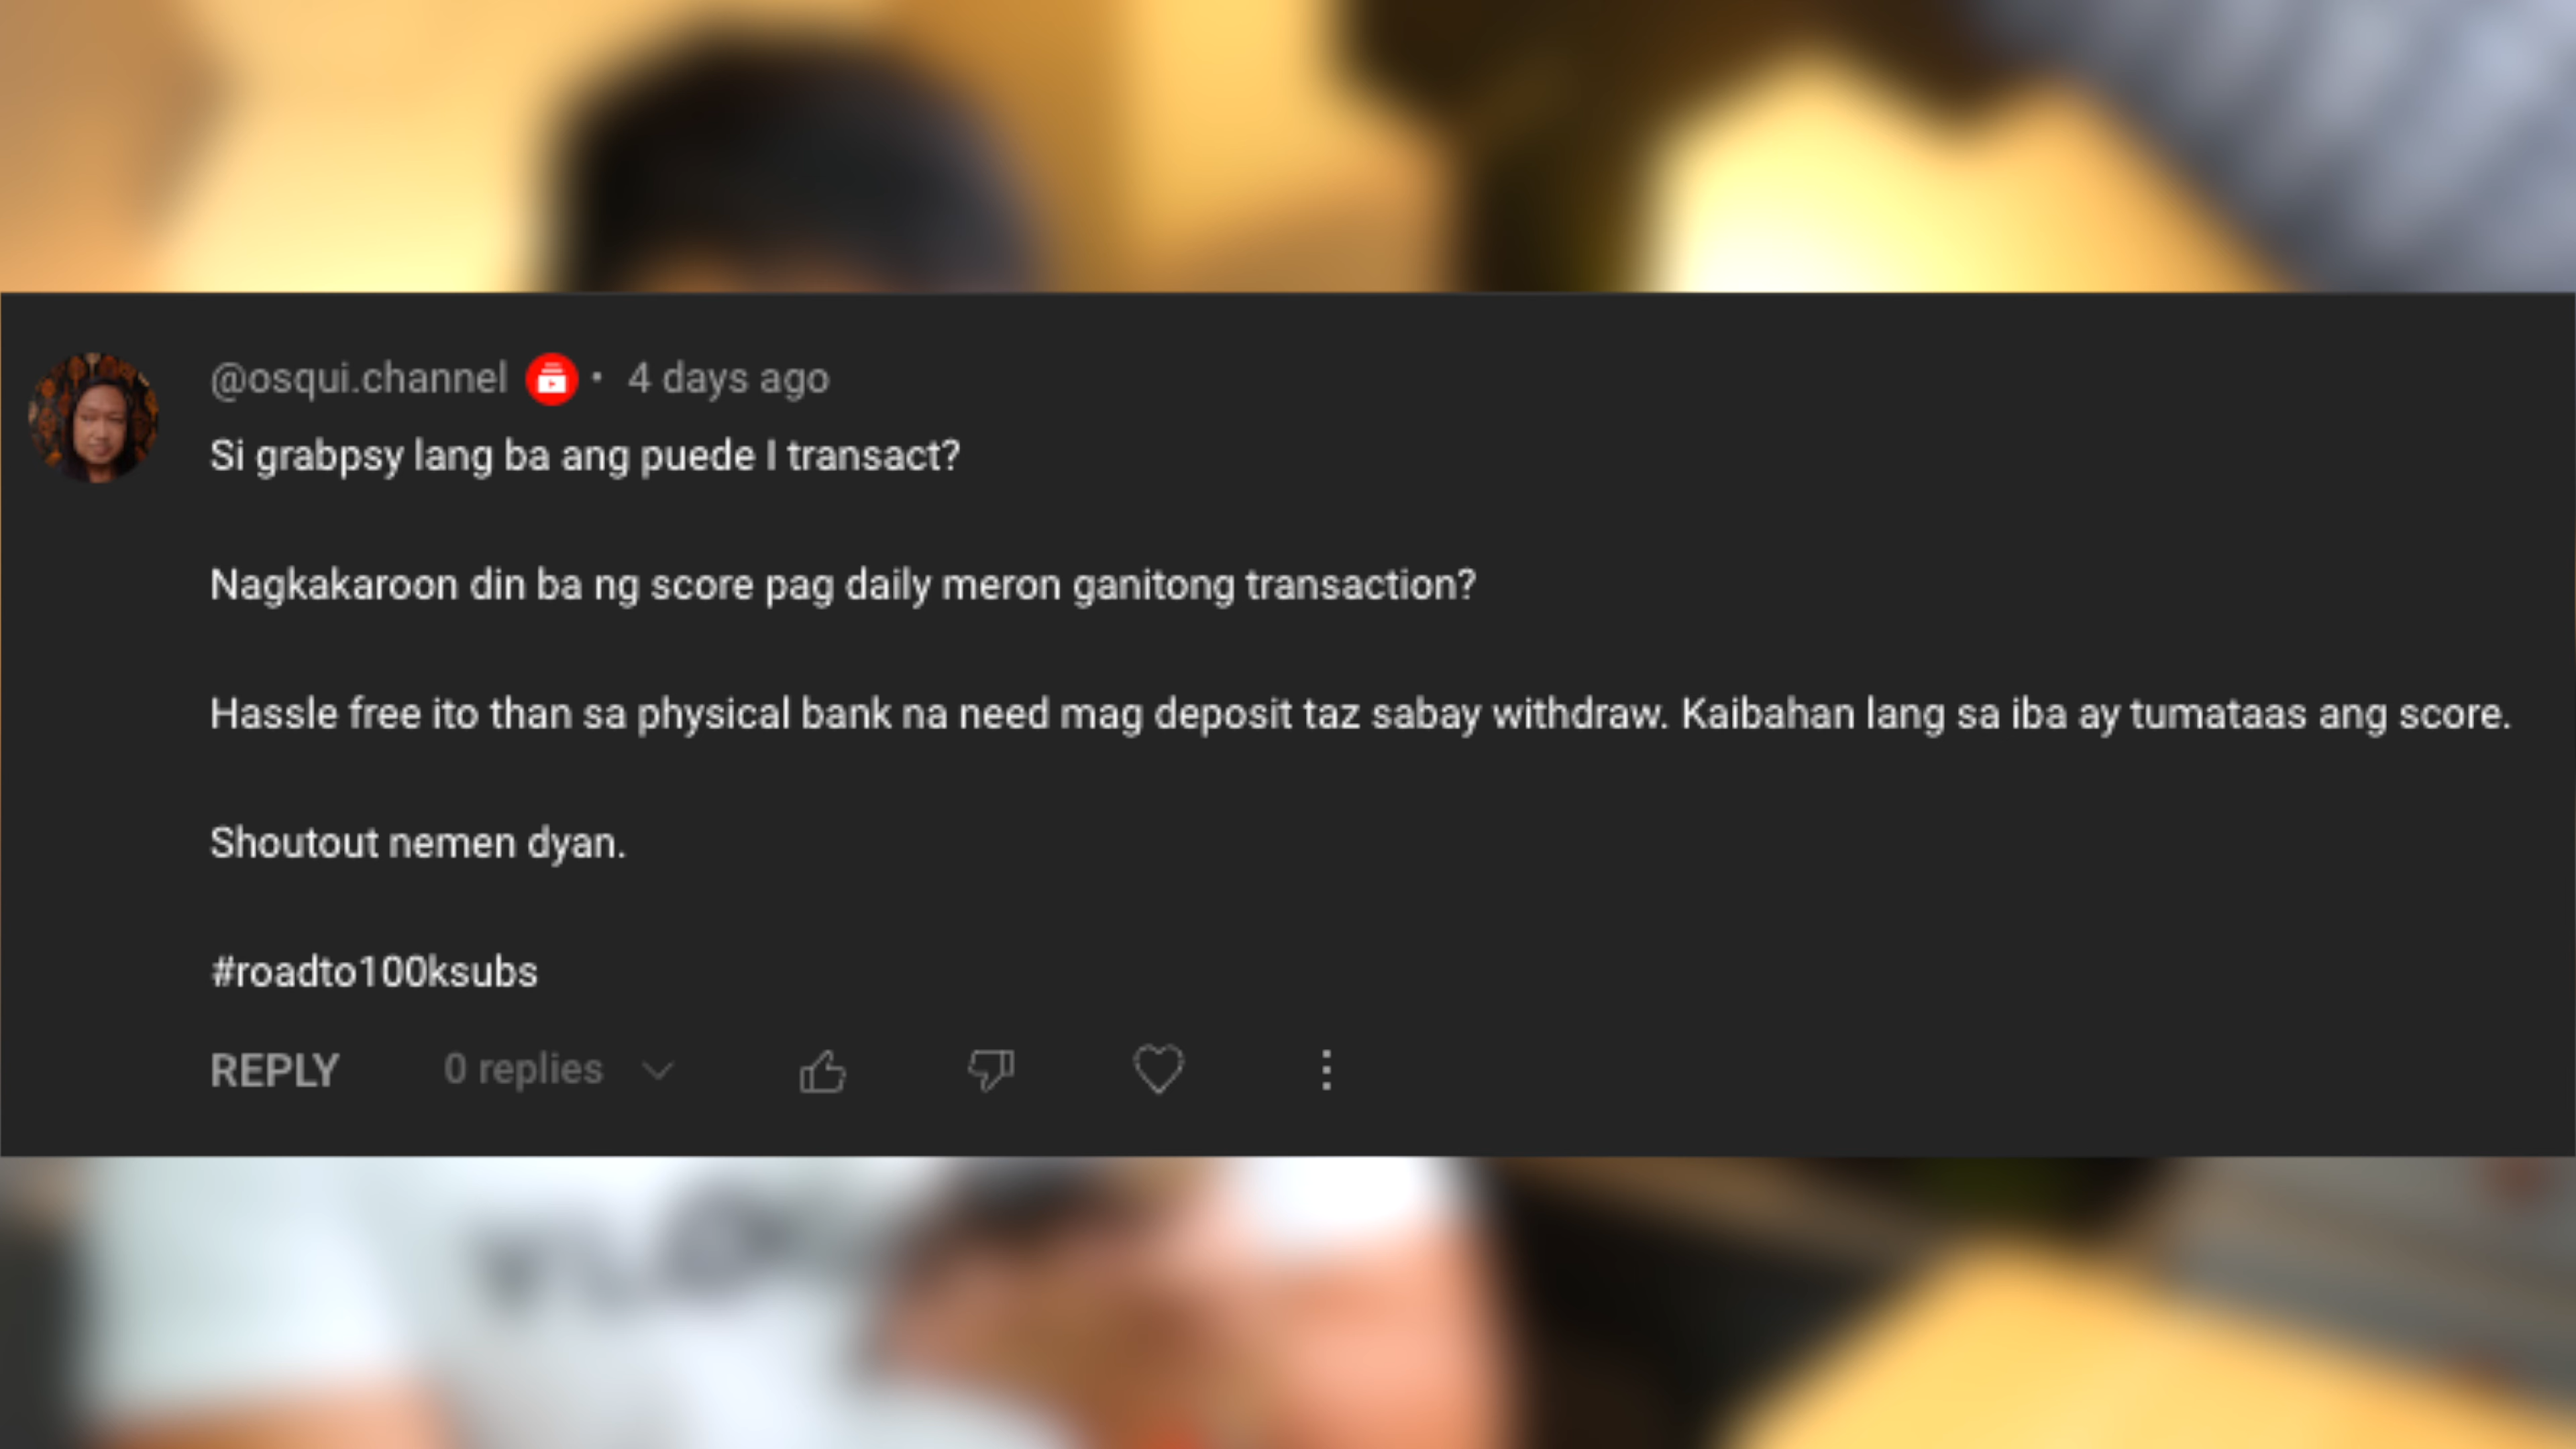 @osqui.channel • 4 days ago
Si grabpsy lang ba ang puede I transact?
Nagkakaroon din ba ng score pag daily meron ganitong transaction?
Hassle free ito than sa physical bank na need mag deposit taz sabay withdraw. Kaibahan lang sa iba ay tumataas ang score.
Shoutout nemen dyan.
#roadto100ksubs
REPLY 0 replies